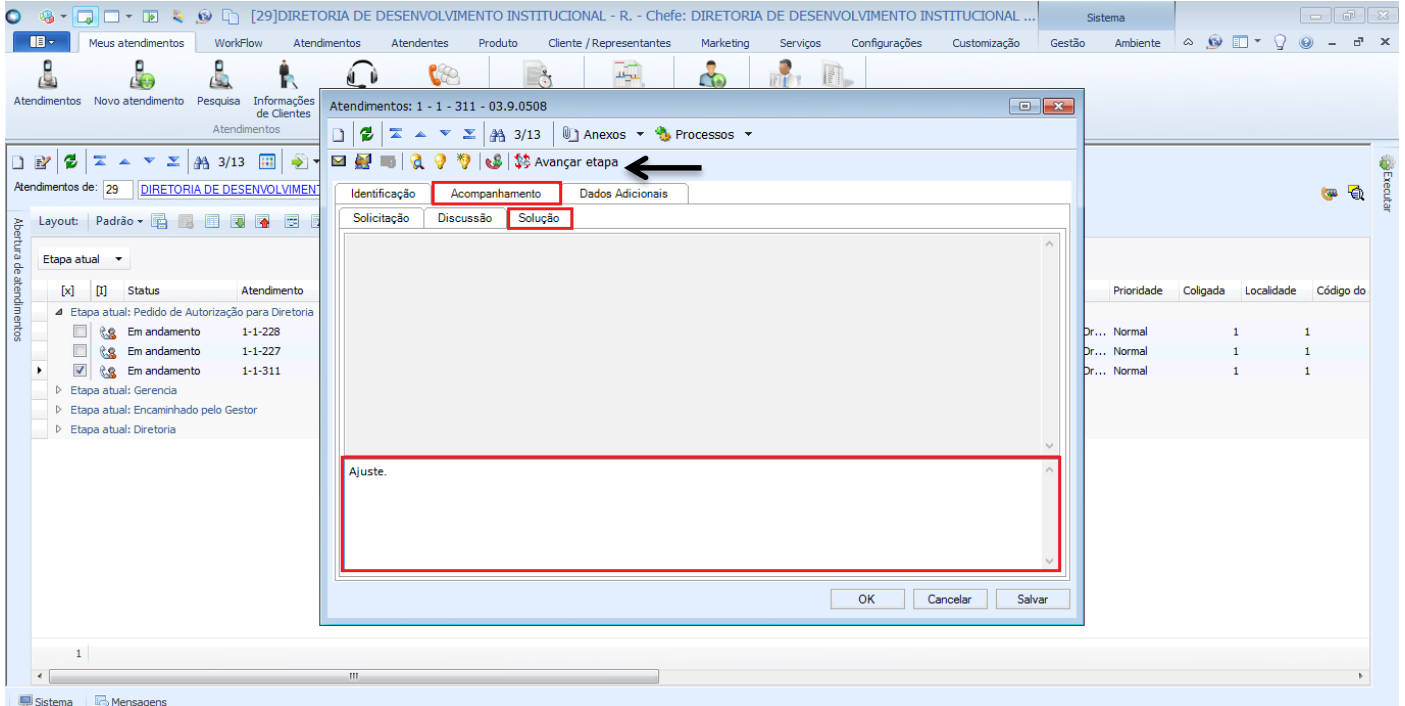 [29]DIRETORIA DE DESENVOLVIMENTO INSTITUCIONAL - R. - Chefe: DIRETORIA DE DESENVOLVIMENTO INSTITUCIONAL ...
Sistema
Meus atendimentos WorkFlow Atendimentos Atendentes Produto Cliente / Representantes Marketing Serviços Configurações Customização Gestão Ambiente
Atendimentos Novo atendimento Pesquisa Informações
de Clientes
Atendimentos
Atendimentos: 1 - 1 - 311 - 03.9.0508
3/13 Anexos Processos
3/13
Avançar etapa
Atendimentos de: 29 DIRETORIA DE DESENVOLVIMENT
Executar
Identificação Acompanhamento Dados Adicionais
Solicitação Discussão Solução
Layout: Padrão
Abertura de atendimentos
Etapa atual
[x] [I] Status Atendimento Prioridade Coligada Localidade Código do
Etapa atual: Pedido de Autorização para Diretoria
Em andamento 1-1-228 Dr... Normal 1 1
Em andamento 1-1-227 Dr... Normal 1 1
Em andamento 1-1-311 Dr... Normal 1 1
Etapa atual: Gerencia
Etapa atual: Encaminhado pelo Gestor
Etapa atual: Diretoria
Ajuste.
OK Cancelar Salvar
1
Sistema Mensagens